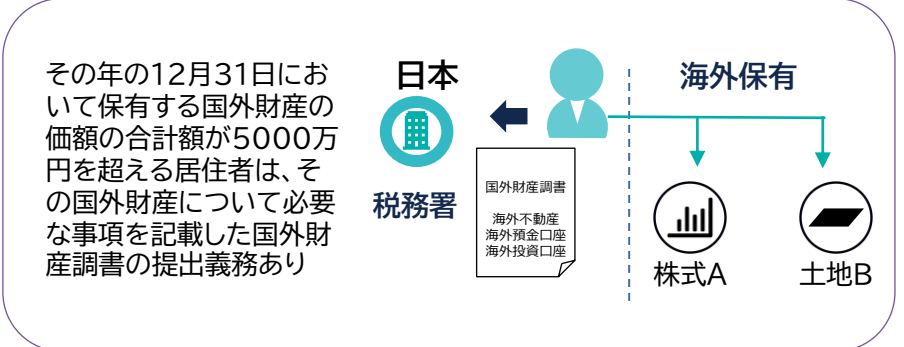 その年の12月31日にお
いて保有する国外財産の
価額の合計額が5000万
円を超える居住者は、そ
の国外財産について必要
な事項を記載した国外財
産調書の提出義務あり
日本
税務署
国外財産調書
海外不動産
海外預金口座
海外投資口座
海外保有
株式A
土地B